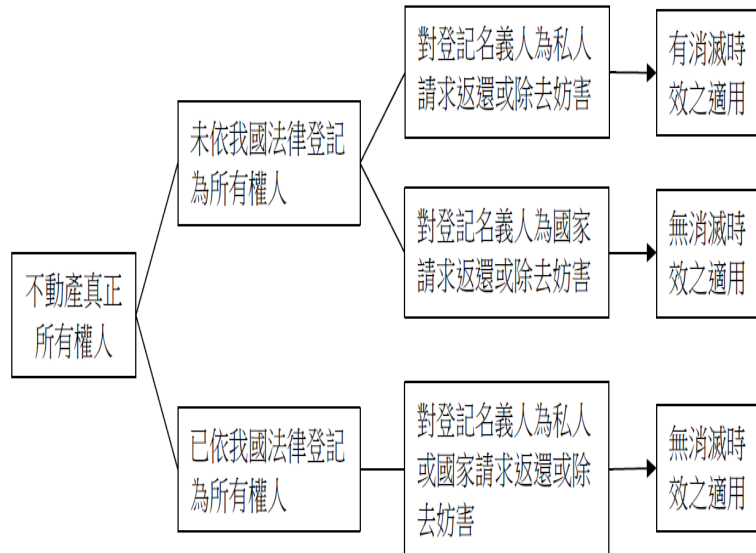 不動產真正
所有權人
未依我國法律登記
為所有權人
對登記名義人為私人
請求返還或除去妨害
有消滅時
效之適用
對登記名義人為國家
請求返還或除去妨害
無消滅時
效之適用
已依我國法律登記
為所有權人
對登記名義人為私人
或國家請求返還或除
去妨害
無消滅時
效之適用